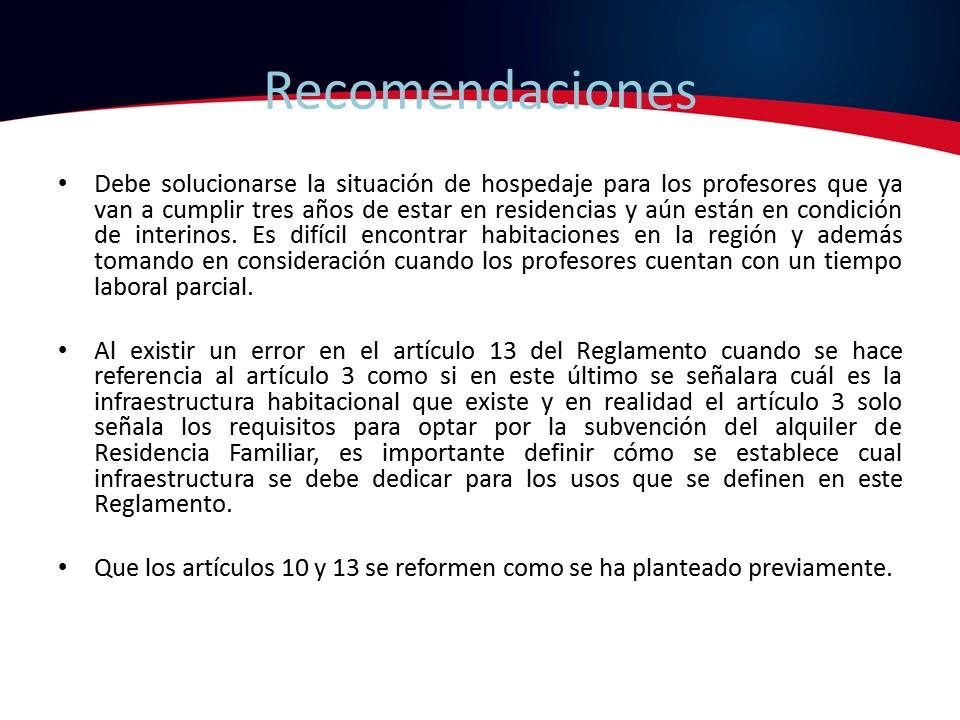 Recomendaciones
• Debe solucionarse la situación de hospedaje para los profesores que ya
van a cumplir tres años de estar en residencias y aún están en condición
de interinos. Es difícil encontrar habitaciones en la región y además
tomando en consideración cuando los profesores cuentan con un tiempo
laboral parcial.
• Al existir un error en el artículo 13 del Reglamento cuando se hace
referencia al artículo 3 como si en este último se señalara cuál es la
infraestructura habitacional que existe y en realidad el artículo 3 solo
señala los requisitos para optar por la subvención del alquiler de
Residencia Familiar, es importante definir cómo se establece cual
infraestructura se debe dedicar para los usos que se definen en este
Reglamento.
• Que los artículos 10 y 13 se reformen como se ha planteado previamente.